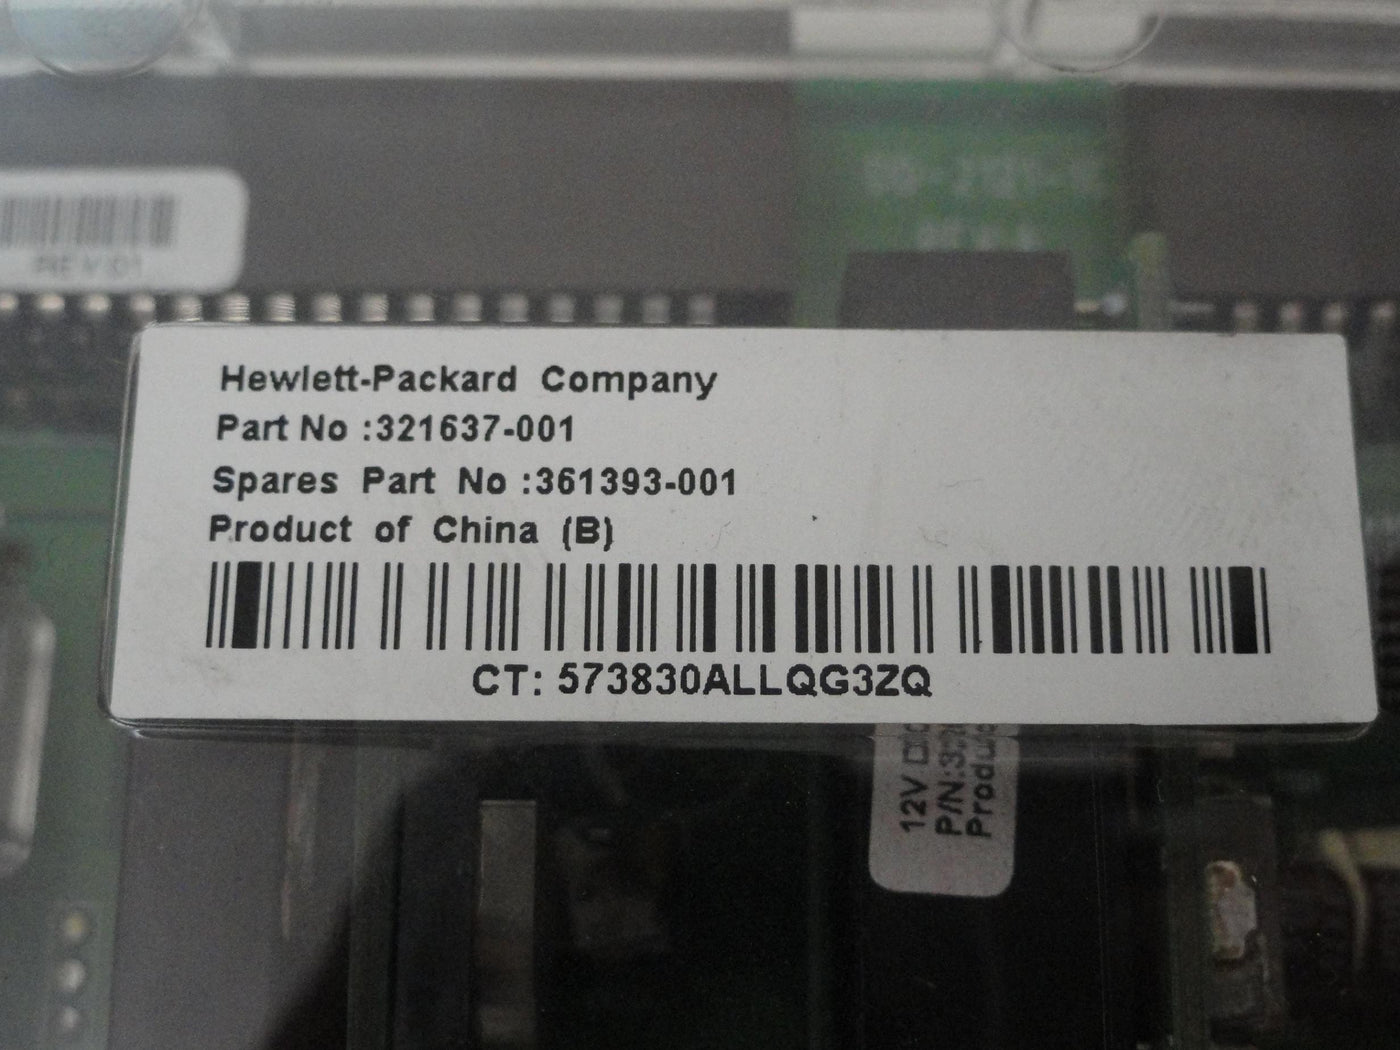 REV:01
Hewlett-Packard Company
Part No :321637-001
Spares Part No :361393-001
Product of China (B)
CT: 573830ALLQG3ZQ
12V